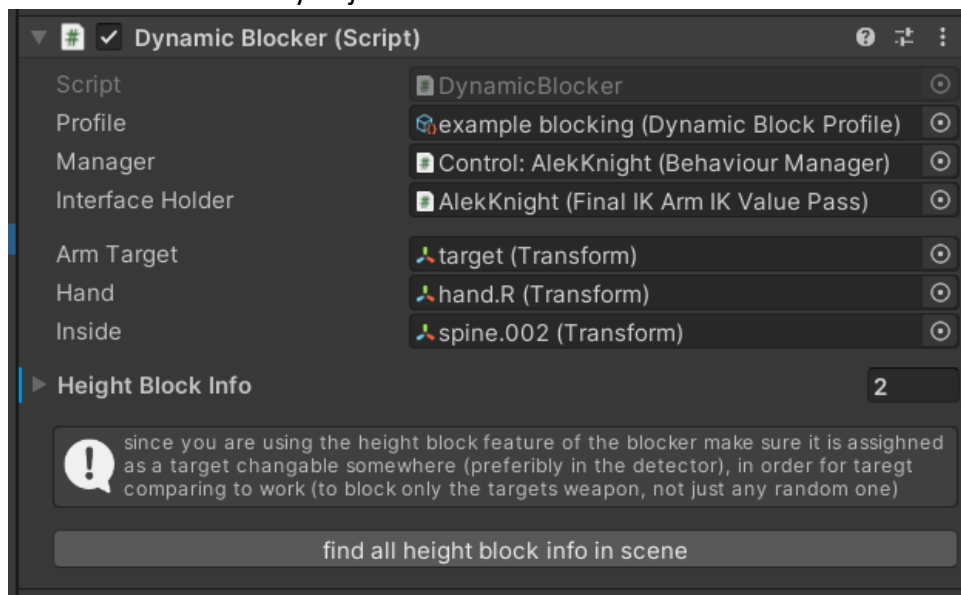 Dynamic Blocker (Script)
Script DynamicBlocker
Profile example blocking (Dynamic Block Profile)
Manager Control: AlekKnight (Behaviour Manager)
Interface Holder AlekKnight (Final IK Arm IK Value Pass)
Arm Target target (Transform)
Hand hand.R (Transform)
Inside spine.002 (Transform)
Height Block Info 2
since you are using the height block feature of the blocker make sure it is assighned
as a target changable somewhere (preferibly in the detector), in order for taregt
comparing to work (to block only the targets weapon, not just any random one)
find all height block info in scene